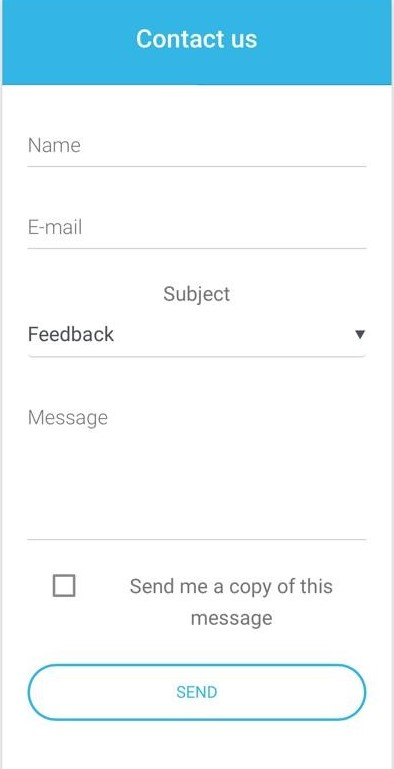 Contact us
Name
E-mail
Subject
Feedback
Message
Send me a copy of this
message
SEND